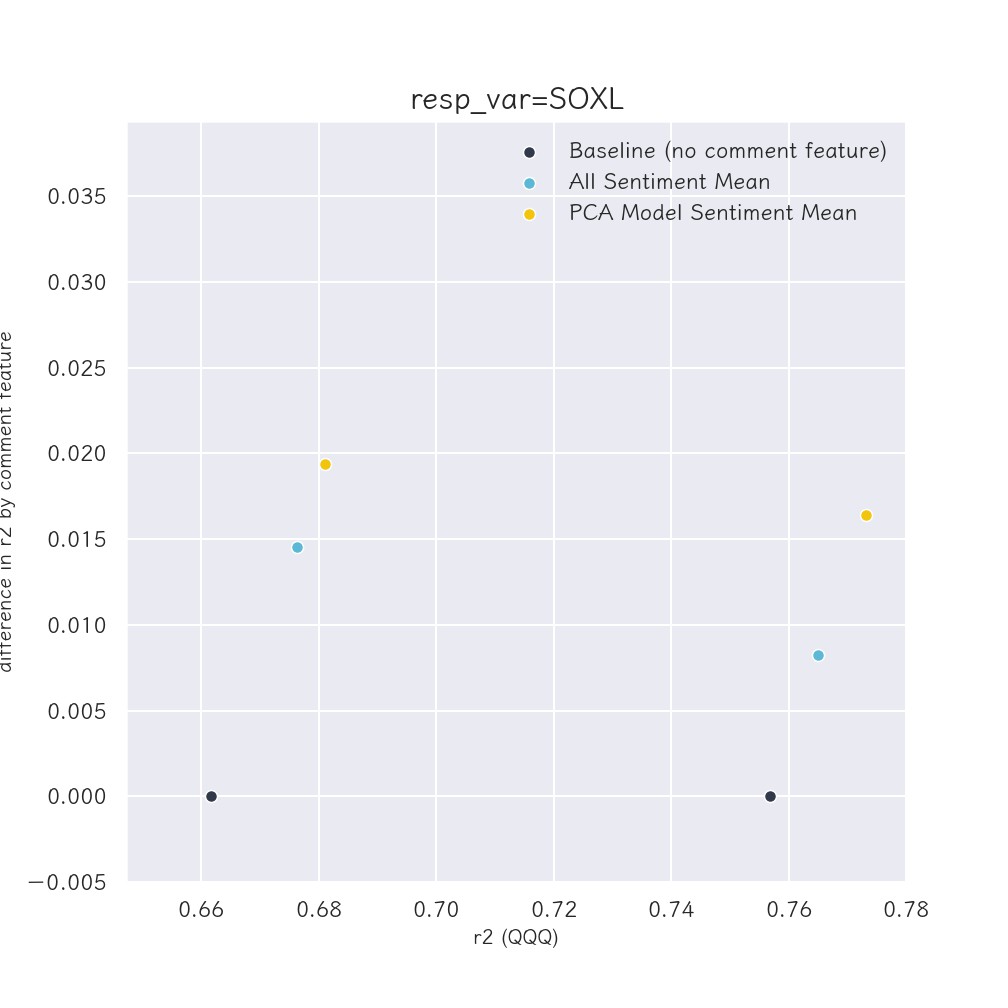 resp_var=SOXL
Baseline (no comment feature)
All Sentiment Mean
PCA Model Sentiment Mean
difference in r2 by comment feature
0.035
0.030
0.025
0.020
0.015
0.010
0.005
0.000
−0.005
0.66 0.68 0.70 0.72 0.74 0.76 0.78
r2 (QQQ)